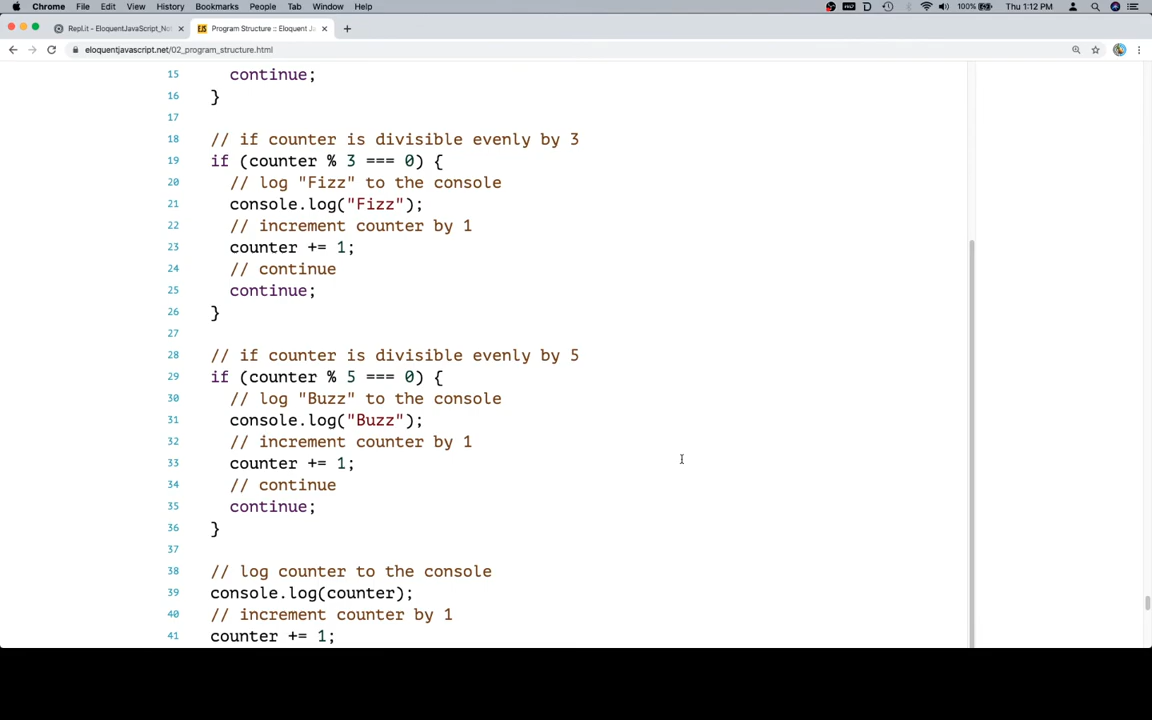 Chrome File Edit View History Bookmarks People Tab Window Help 100% Thu 1:12 PM
Repl.it - EloquentJavaScript_No Program Structure :: Eloquent Ja
eloquentjavascript.net/02_program_structure.html
15 continue;
16 }
17
18 // if counter is divisible evenly by 3
19 if (counter % 3 === 0) {
20 // log "Fizz" to the console
21 console.log("Fizz");
22 // increment counter by 1
23 counter += 1;
24 // continue
25 continue;
26 }
27
28 // if counter is divisible evenly by 5
29 if (counter % 5 === 0) {
30 // log "Buzz" to the console
31 console.log("Buzz");
32 // increment counter by 1
33 counter += 1;
34 // continue
35 continue;
36 }
37
38 // log counter to the console
39 console.log(counter);
40 // increment counter by 1
41 counter += 1;